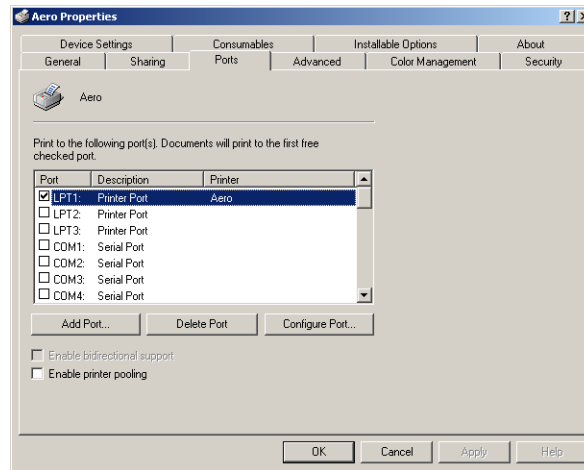 Aero Properties
Device Settings Consumables Installable Options About
General Sharing Ports Advanced Color Management Security
Aero
Print to the following port(s). Documents will print to the first free
checked port.
Port Description Printer
LPT1: Printer Port Aero
LPT2: Printer Port
LPT3: Printer Port
COM1: Serial Port
COM2: Serial Port
COM3: Serial Port
COM4: Serial Port
Add Port... Delete Port Configure Port...
Enable bidirectional support
Enable printer pooling
OK Cancel Apply Help